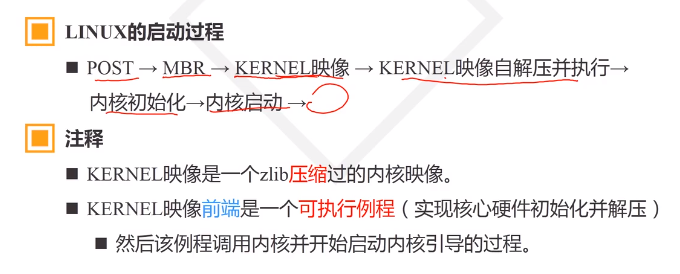 LINUX的启动过程
POST→MBR→KERNEL映像→KERNEL映像自解压并执行→
内核初始化→内核启动→
注释
KERNEL映像是一个zlib压缩过的内核映像。
KERNEL映像前端是一个可执行例程（实现核心硬件初始化并解压）
然后该例程调用内核并开始启动内核引导的过程。